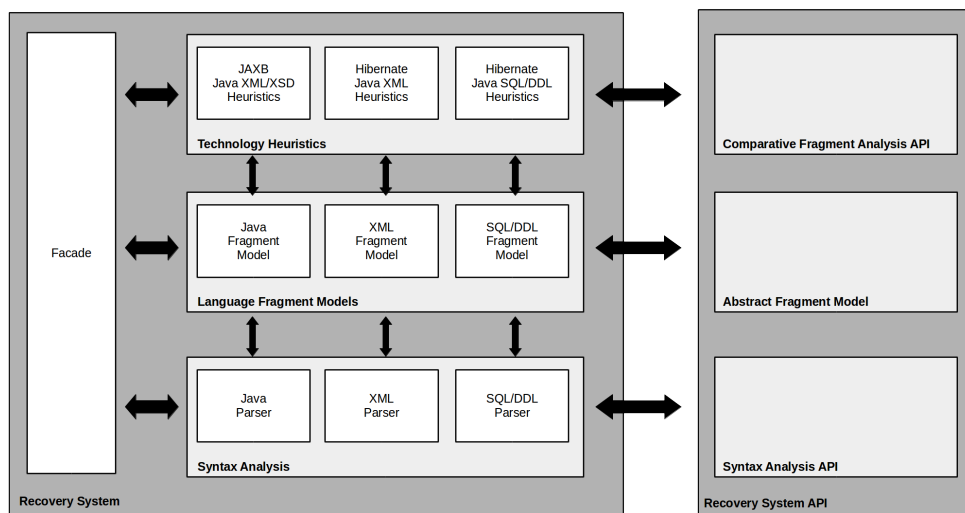 JAXB
Java XML/XSD
Heuristics
Hibernate
Java XML
Heuristics
Hibernate
Java SQL/DDL
Heuristics
Technology Heuristics
Comparative Fragment Analysis API
Facade
Java
Fragment
Model
XML
Fragment
Model
SQL/DDL
Fragment
Model
Language Fragment Models
Abstract Fragment Model
Java
Parser
XML
Parser
SQL/DDL
Parser
Syntax Analysis
Syntax Analysis API
Recovery System
Recovery System API